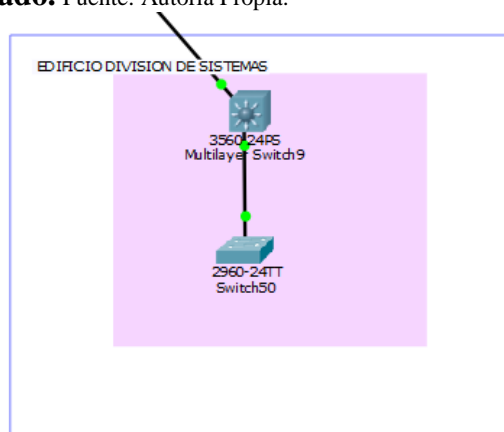 ado. Fuente: Autoría Propia.
EDIFICIO DIVISION DE SISTEMAS
3560-24PS
Multilayer Switch9
2960-24TT
Switch50